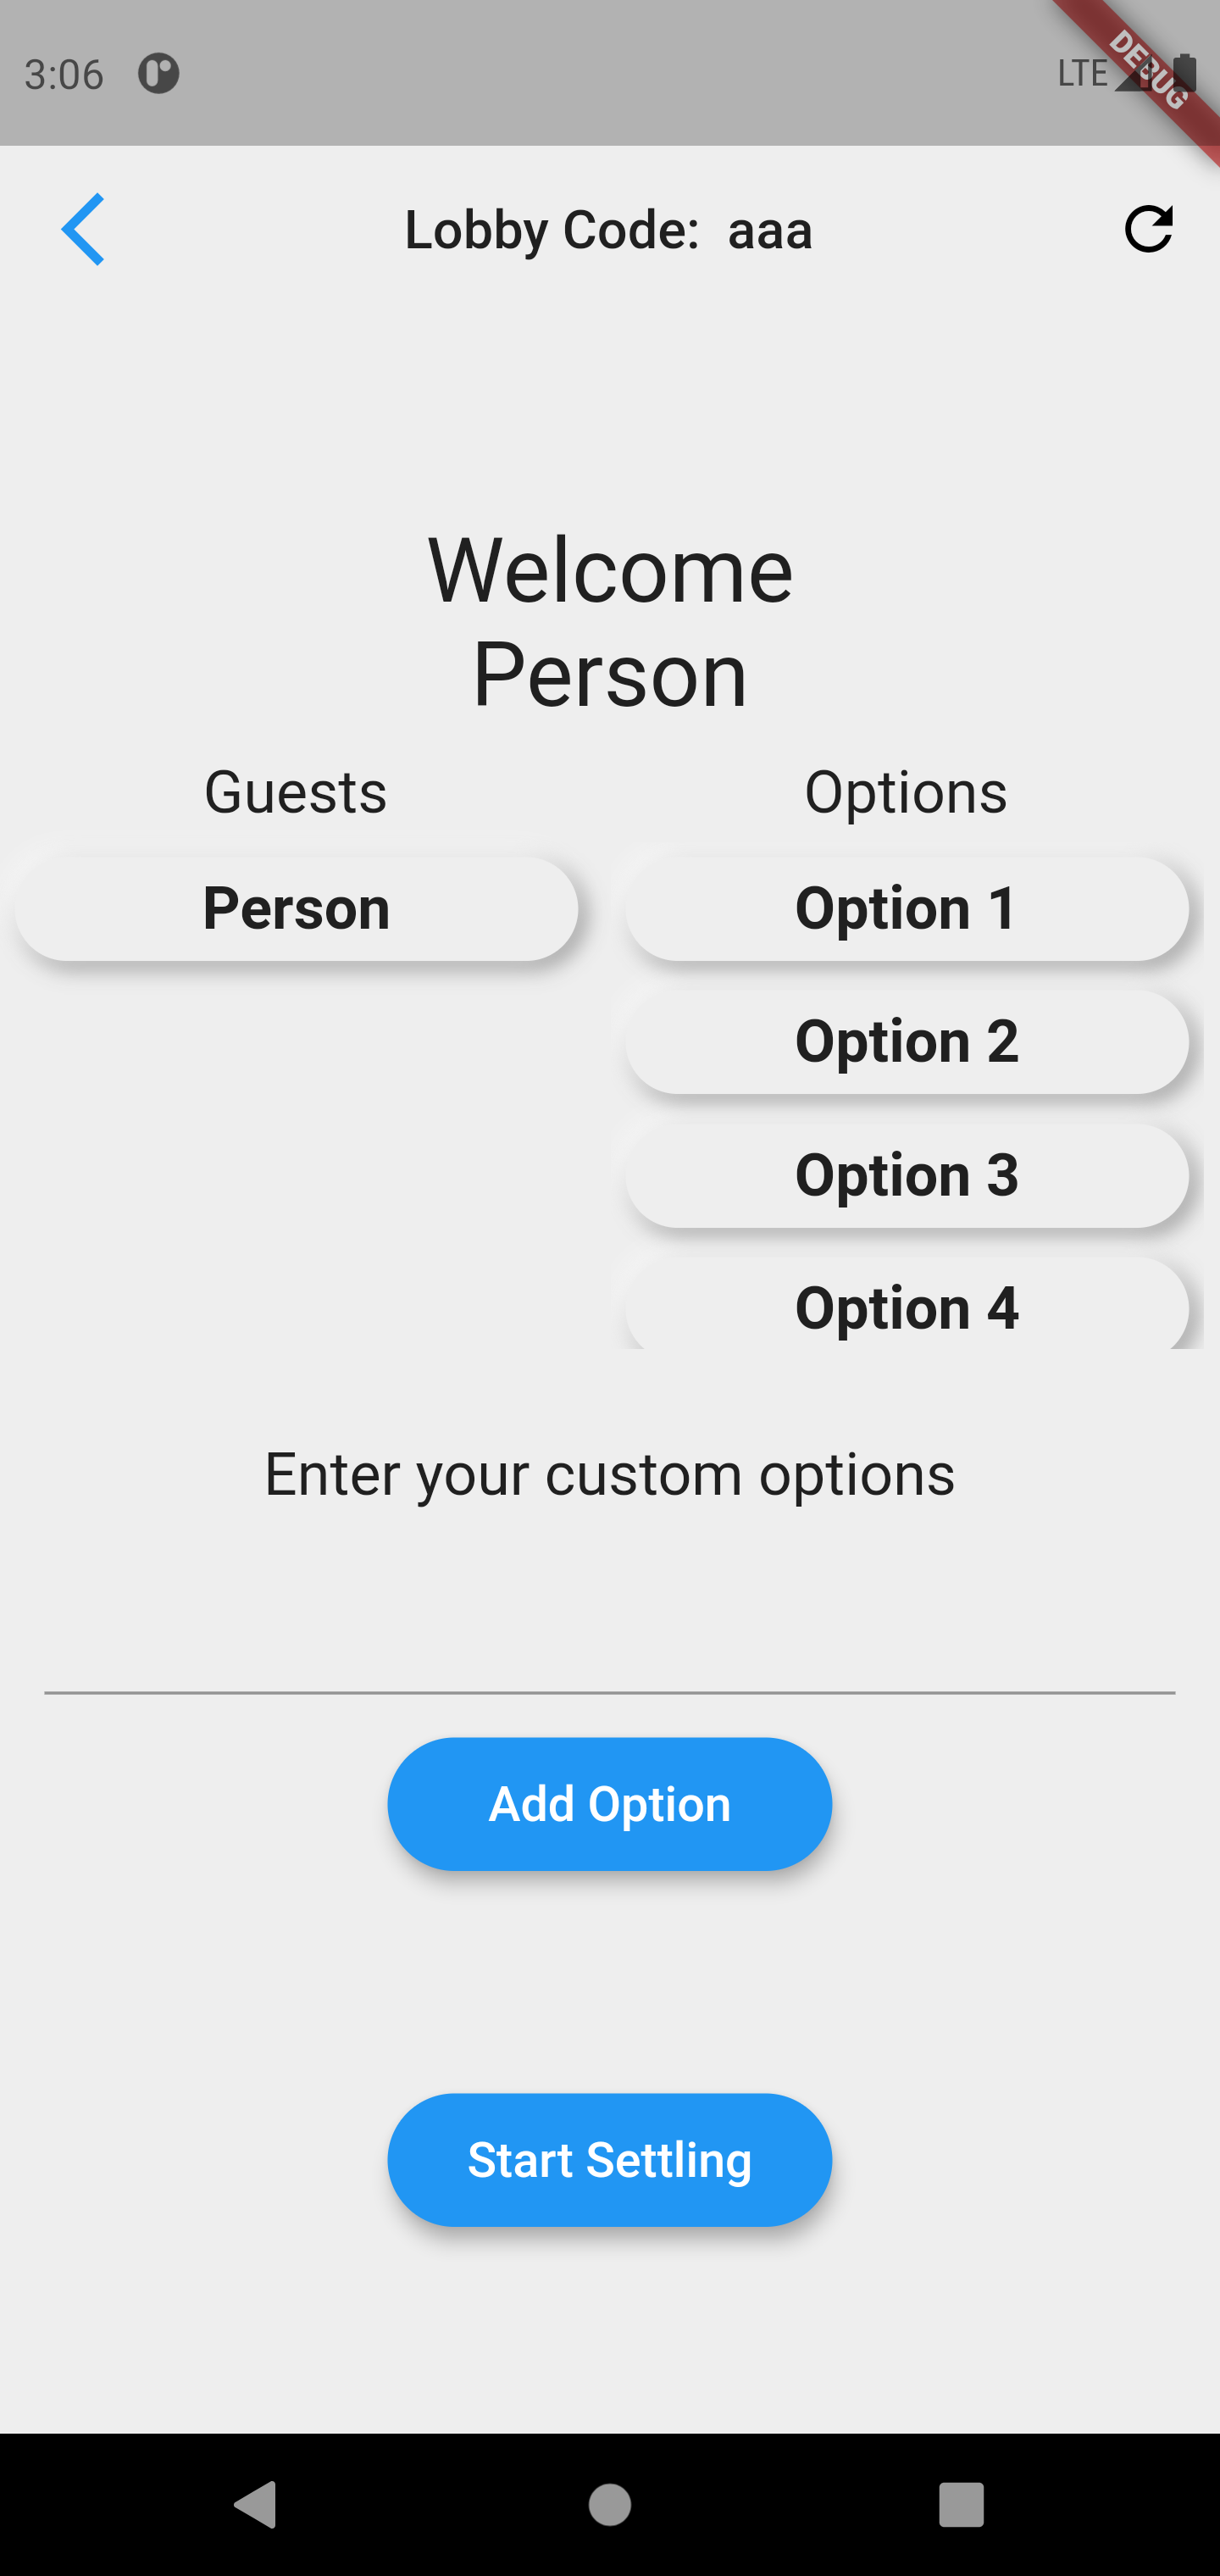 3:06
LTE
DEBUG
Lobby Code: aaa
Welcome
Person
Guests
Options
Person
Option 1
Option 2
Option 3
Option 4
Enter your custom options
Add Option
Start Settling